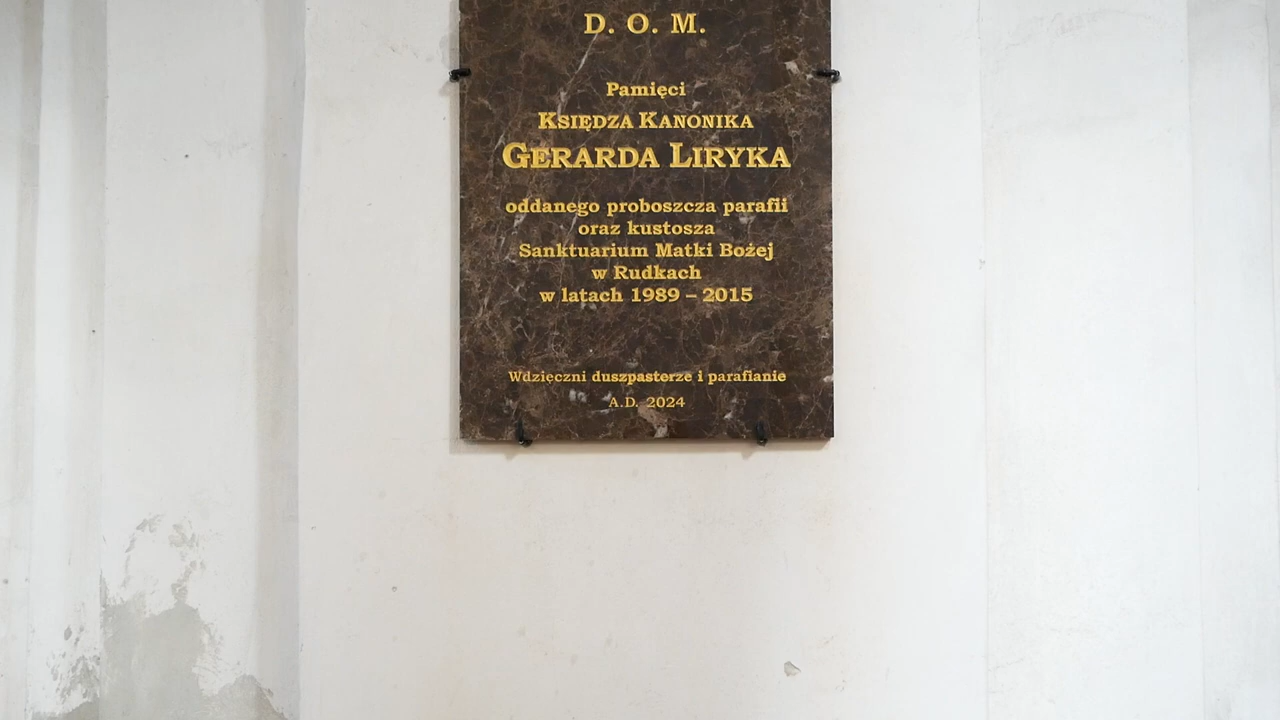 D. O. M.
Pamięci
KSIĘDZA KANONIKA
GERARDA LIRYKA
oddanego proboszcza parafii
oraz kustosza
Sanktuarium Matki Bożej
w Rudkach
w latach 1989 – 2015
Wdzięczni duszpasterze i parafianie
A.D. 2024